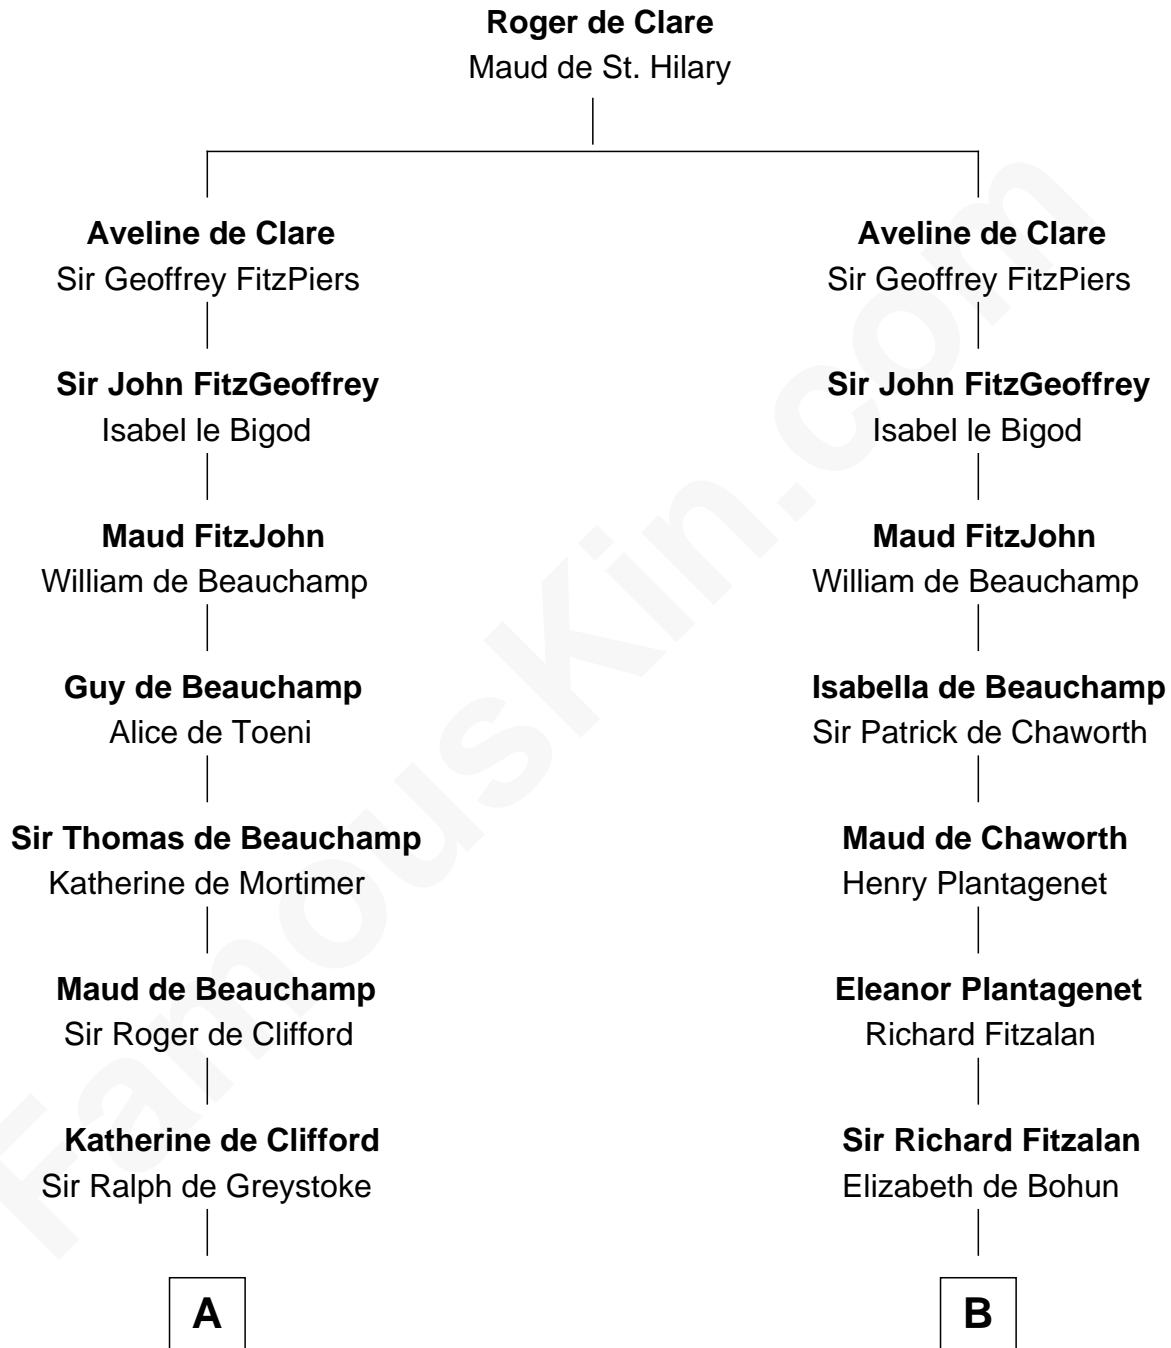 Roger de Clare
Maud de St. Hilary
Aveline de Clare
Sir Geoffrey FitzPiers
Aveline de Clare
Sir Geoffrey FitzPiers
Sir John FitzGeoffrey
Isabel le Bigod
Sir John FitzGeoffrey
Isabel le Bigod
Maud FitzJohn
William de Beauchamp
Maud FitzJohn
William de Beauchamp
Guy de Beauchamp
Alice de Toeni
Isabella de Beauchamp
Sir Patrick de Chaworth
Sir Thomas de Beauchamp
Katherine de Mortimer
Maud de Chaworth
Henry Plantagenet
Maud de Beauchamp
Sir Roger de Clifford
Eleanor Plantagenet
Richard Fitzalan
Katherine de Clifford
Sir Ralph de Greystoke
Sir Richard Fitzalan
Elizabeth de Bohun
A
B
FamousKin.com